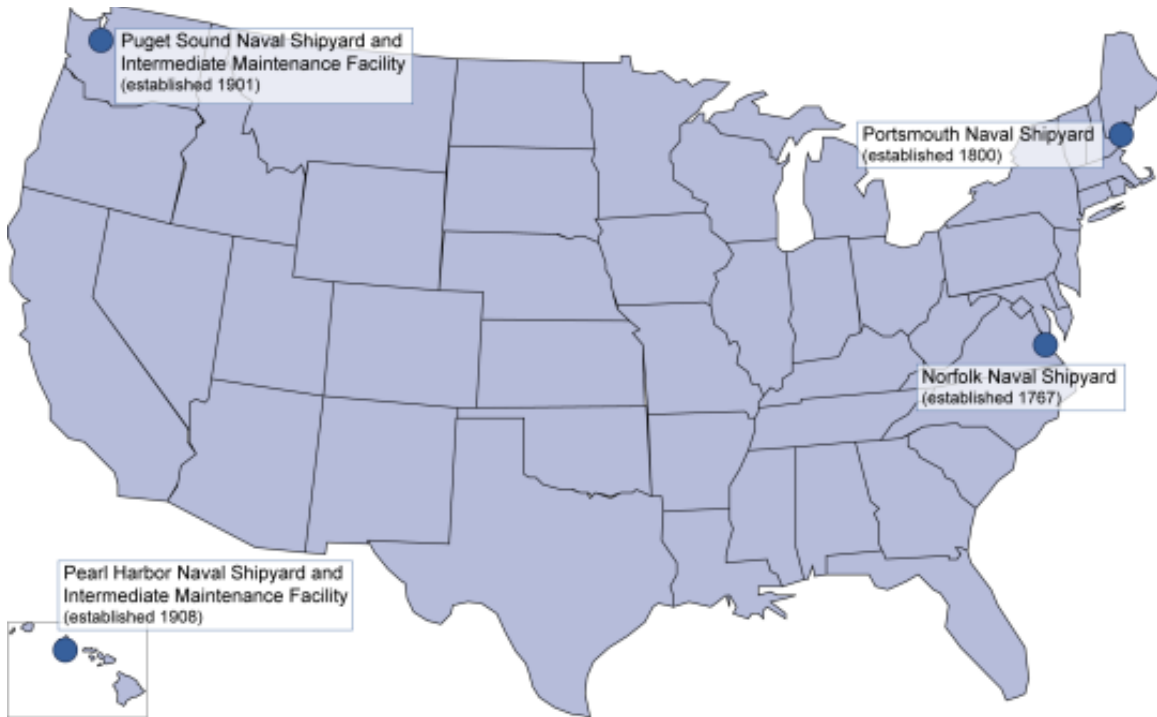 Puget Sound Naval Shipyard and
Intermediate Maintenance Facility
(established 1901)
Portsmouth Naval Shipyard
(established 1800)
Norfolk Naval Shipyard
(established 1767)
Pearl Harbor Naval Shipyard and
Intermediate Maintenance Facility
(established 1908)